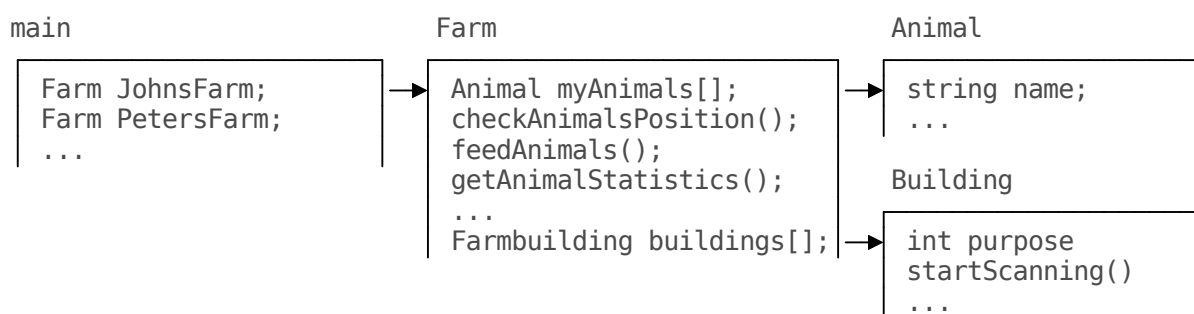 main
Farm JohnsFarm;
Farm PetersFarm;
...
Farm
Animal myAnimals[];
checkAnimalsPosition();
feedAnimals();
getAnimalStatistics();
...
Farmbuilding buildings[];
Animal
string name;
...
Building
int purpose
startScanning()
...